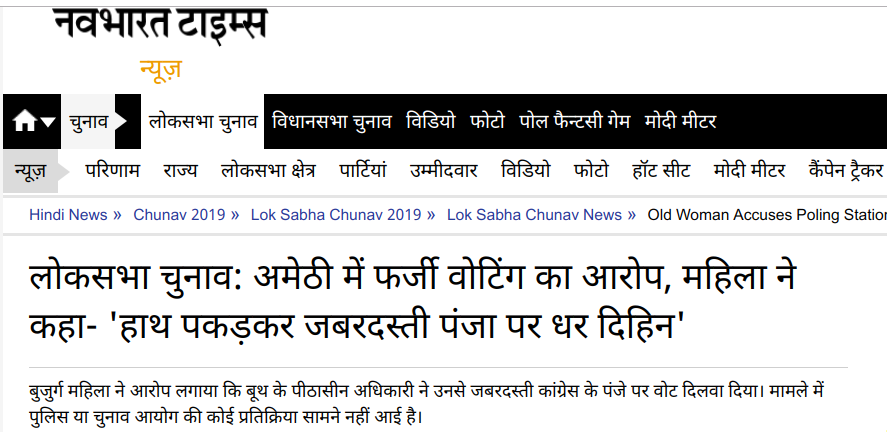 नवभारत टाइम्स
न्यूज़
चुनाव लोकसभा चुनाव विधानसभा चुनाव विडियो फोटो पोल फैन्टसी गेम मोदी मीटर
न्यूज़ परिणाम राज्य लोकसभा क्षेत्र पार्टियां उम्मीदवार विडियो फोटो हॉट सीट मोदी मीटर कैंपेन ट्रैकर
Hindi News » Chunav 2019 » Lok Sabha Chunav 2019 » Lok Sabha Chunav News » Old Woman Accuses Poling Station
लोकसभा चुनाव: अमेठी में फर्जी वोटिंग का आरोप, महिला ने
कहा- 'हाथ पकड़कर जबरदस्ती पंजा पर धर दिहिन'
बुजुर्ग महिला ने आरोप लगाया कि बूथ के पीठासीन अधिकारी ने उनसे जबरदस्ती कांग्रेस के पंजे पर वोट दिलवा दिया। मामले में
पुलिस या चुनाव आयोग की कोई प्रतिक्रिया सामने नहीं आई है।